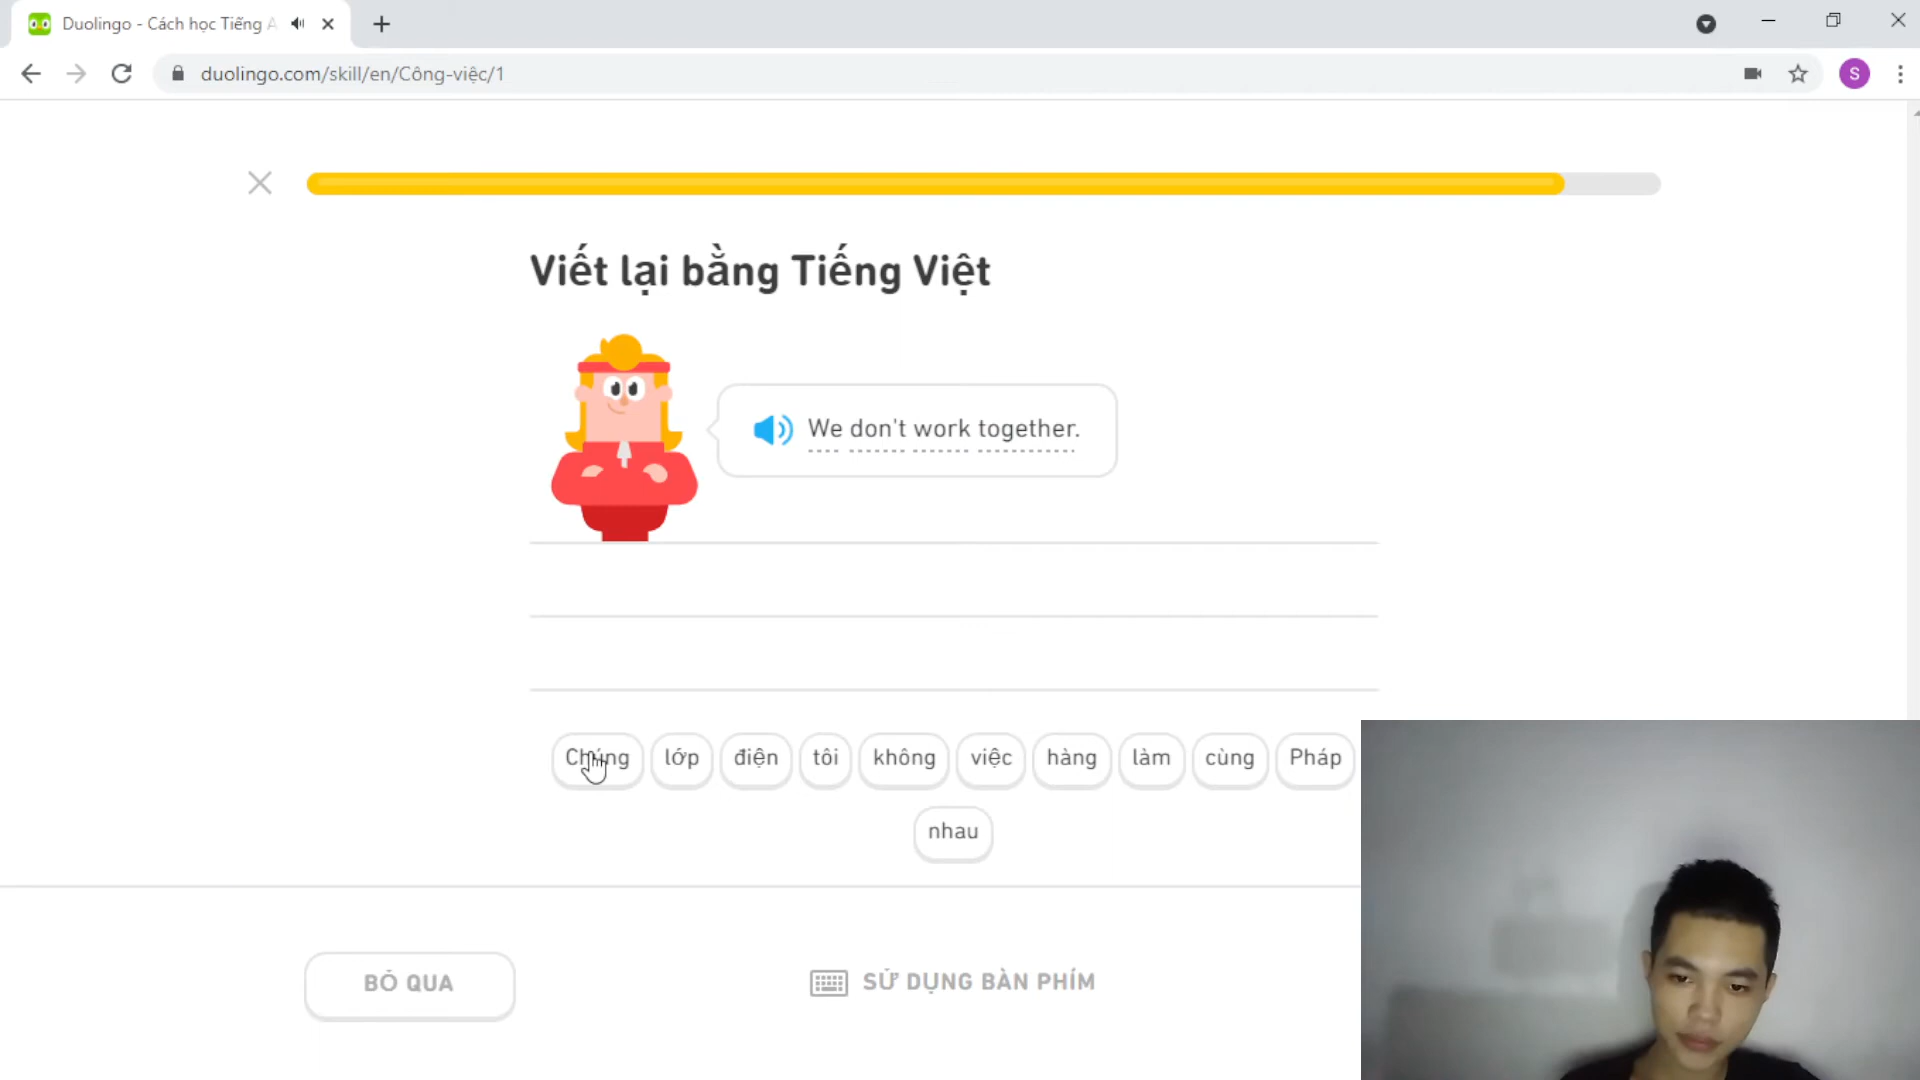 Duolingo - Cách học Tiếng A
duolingo.com/skill/en/Công-việc/1
S
Viết lại bằng Tiếng Việt
We don't work together.
Chúng lớp điện tôi không việc hàng làm cùng Pháp
nhau
BỎ QUA
SỬ DỤNG BÀN PHÍM